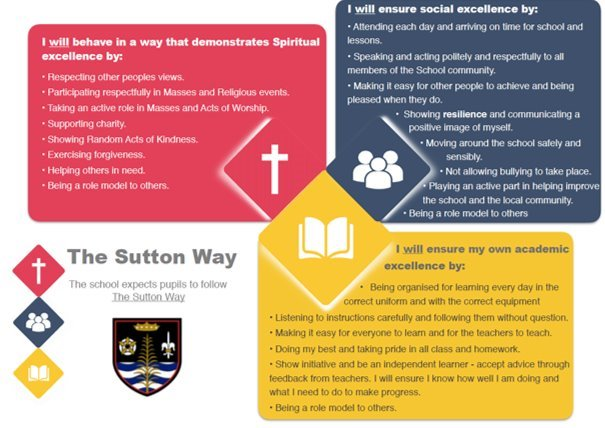 I will behave in a way that demonstrates Spiritual
excellence by:
• Respecting other peoples views.
• Participating respectfully in Masses and Religious events.
• Taking an active role in Masses and Acts of Worship.
• Supporting charity.
• Showing Random Acts of Kindness.
• Exercising forgiveness.
• Helping others in need.
• Being a role model to others.
I will ensure social excellence by:
• Attending each day and arriving on time for school and
lessons.
• Speaking and acting politely and respectfully to all
members of the School community.
• Making it easy for other people to achieve and being
pleased when they do.
• Showing resilience and communicating a
positive image of myself.
• Moving around the school safely and
sensibly.
• Not allowing bullying to take place.
• Playing an active part in helping improve
the school and the local community.
• Being a role model to others
The Sutton Way
The school expects pupils to follow
The Sutton Way
I will ensure my own academic
excellence by:
• Being organised for learning every day in the
correct uniform and with the correct equipment
• Listening to instructions carefully and following them without question.
• Making it easy for everyone to learn and for the teachers to teach.
• Doing my best and taking pride in all class and homework.
• Show initiative and be an independent learner - accept advice through
feedback from teachers. I will ensure I know how well I am doing and
what I need to do to make progress.
• Being a role model to others.